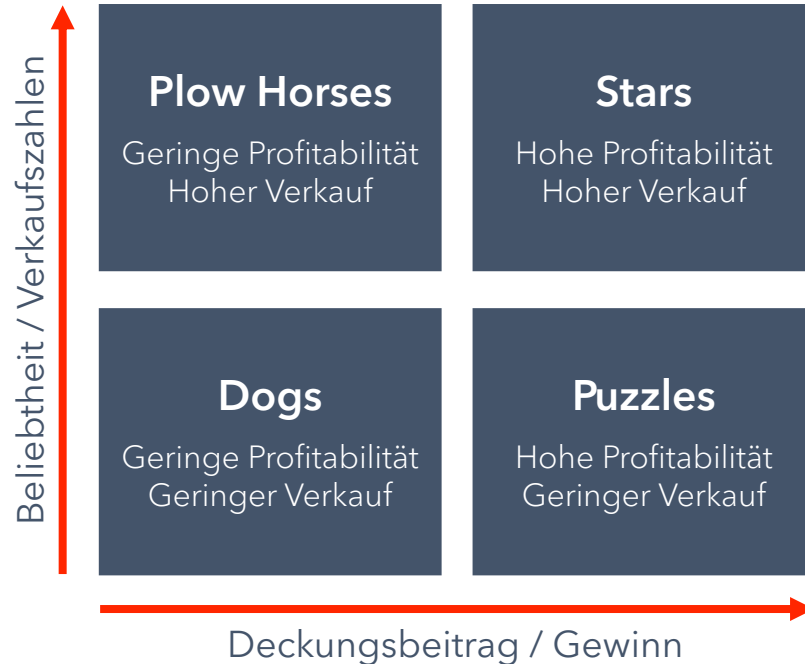 Beliebtheit / Verkaufszahlen
Plow Horses
Geringe Profitabilität
Hoher Verkauf
Stars
Hohe Profitabilität
Hoher Verkauf
Dogs
Geringe Profitabilität
Geringer Verkauf
Puzzles
Hohe Profitabilität
Geringer Verkauf
Deckungsbeitrag / Gewinn